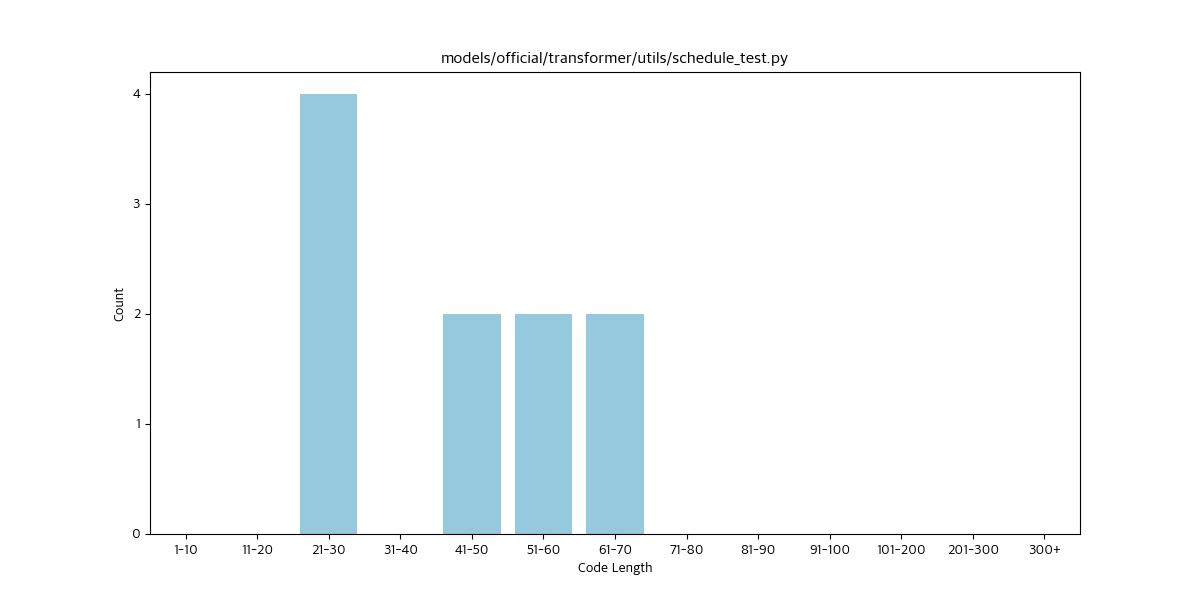 models/official/transformer/utils/schedule_test.py
Count
4
3
2
1
0
1-10 11-20 21-30 31-40 41-50 51-60 61-70 71-80 81-90 91-100 101-200 201-300 300+
Code Length